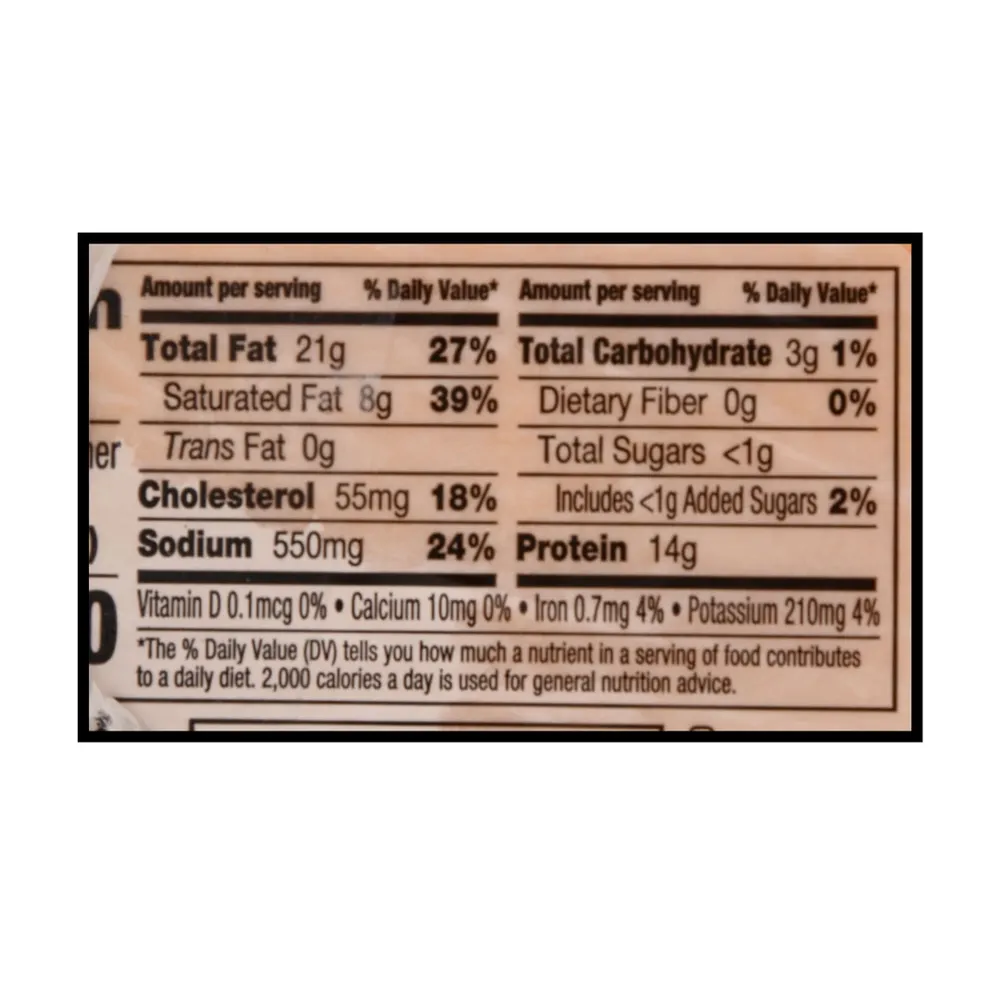 Amount per serving % Daily Value* Amount per serving % Daily Value*
Total Fat 21g 27% Total Carbohydrate 3g 1%
Saturated Fat 8g 39% Dietary Fiber 0g 0%
Trans Fat 0g Total Sugars <1g
Cholesterol 55mg 18% Includes <1g Added Sugars 2%
Sodium 550mg 24% Protein 14g
Vitamin D 0.1mcg 0% • Calcium 10mg 0% • Iron 0.7mg 4% • Potassium 210mg 4%
*The % Daily Value (DV) tells you how much a nutrient in a serving of food contributes
to a daily diet. 2,000 calories a day is used for general nutrition advice.